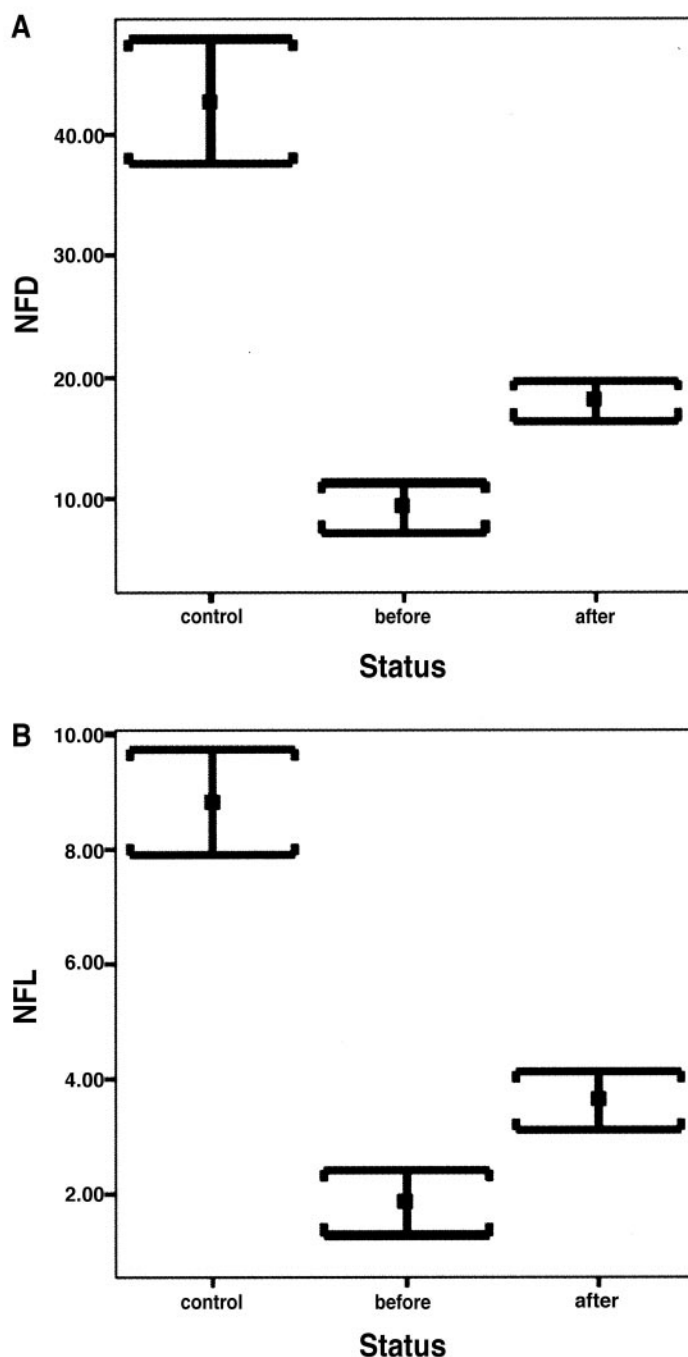 A
40.00
30.00
NFD
20.00
10.00
control before after
Status
B
10.00
8.00
6.00
NFL
4.00
2.00
control before after
Status